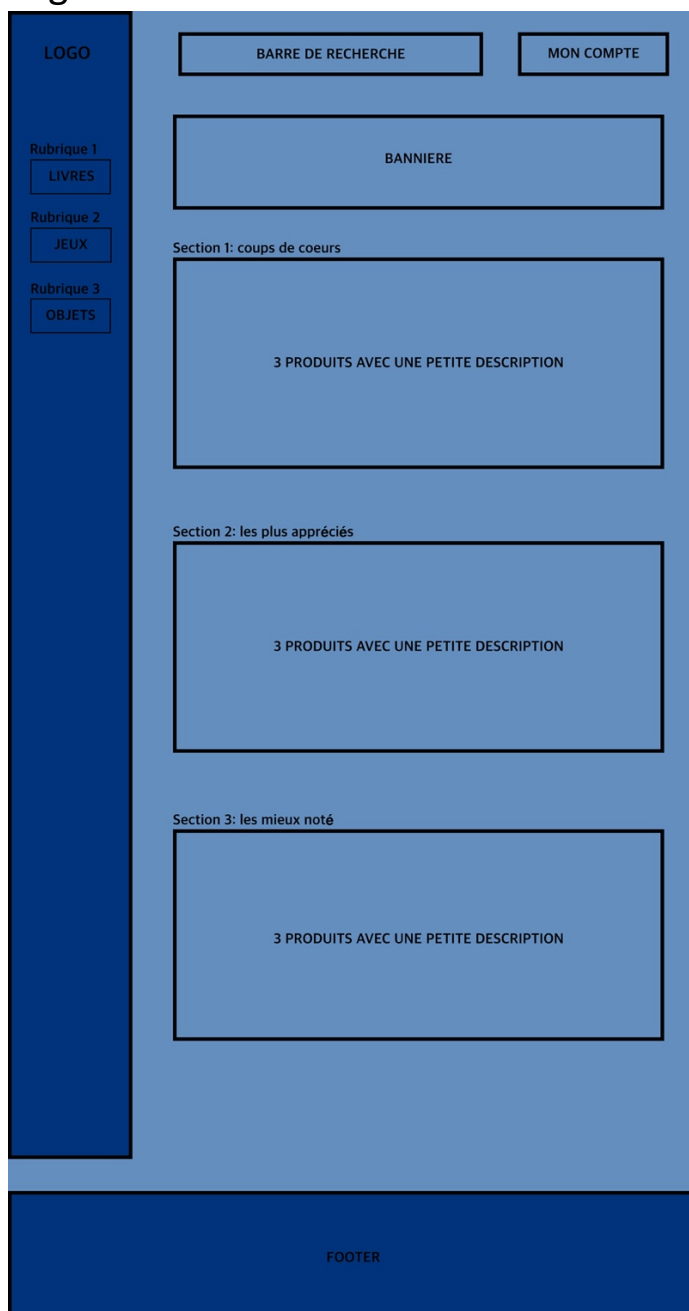 LOGO
BARRE DE RECHERCHE
MON COMPTE
Rubrique 1
LIVRES
Rubrique 2
JEUX
Rubrique 3
OBJETS
BANNIERE
Section 1: coups de coeurs
3 PRODUITS AVEC UNE PETITE DESCRIPTION
Section 2: les plus appréciés
3 PRODUITS AVEC UNE PETITE DESCRIPTION
Section 3: les mieux noté
3 PRODUITS AVEC UNE PETITE DESCRIPTION
FOOTER